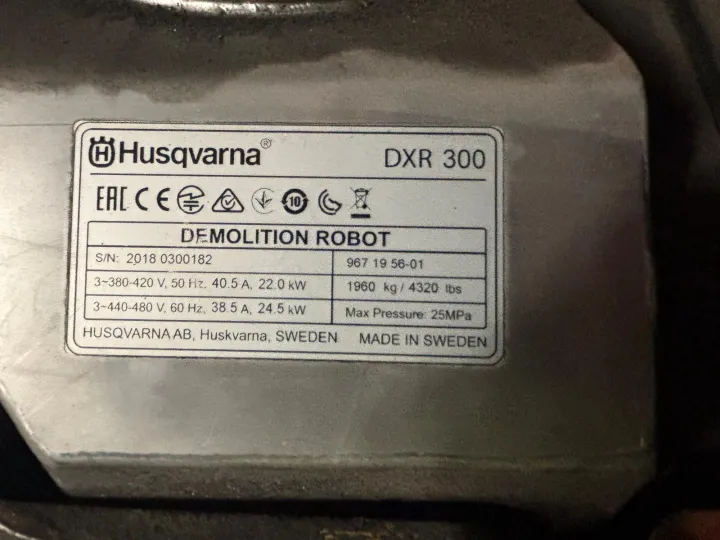 Husqvarna® DXR 300
EAC CE 10
DEMOLITION ROBOT
S/N: 2018 0300182 967 19 56-01
3~380-420 V, 50 Hz, 40.5 A, 22.0 kW 1960 kg / 4320 lbs
3~440-480 V, 60 Hz, 38.5 A, 24.5 kW Max Pressure: 25MPa
HUSQVARNA AB, Huskvarna, SWEDEN MADE IN SWEDEN